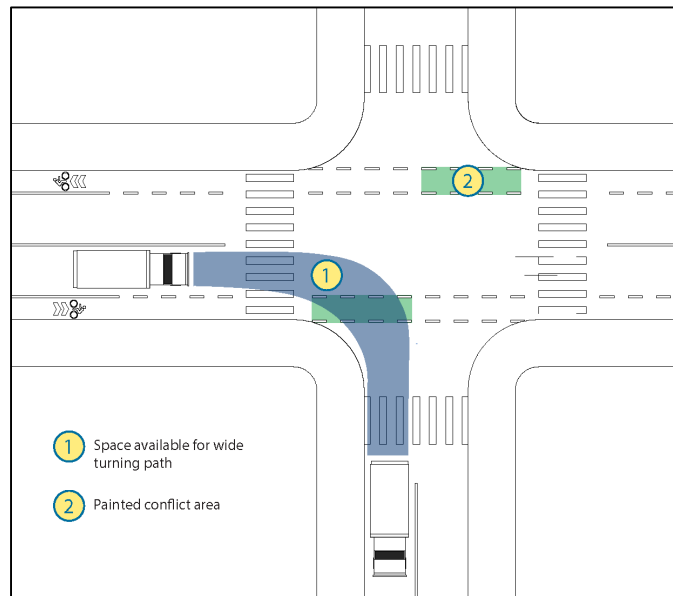 2
1
1 Space available for wide
turning path
2 Painted conflict area